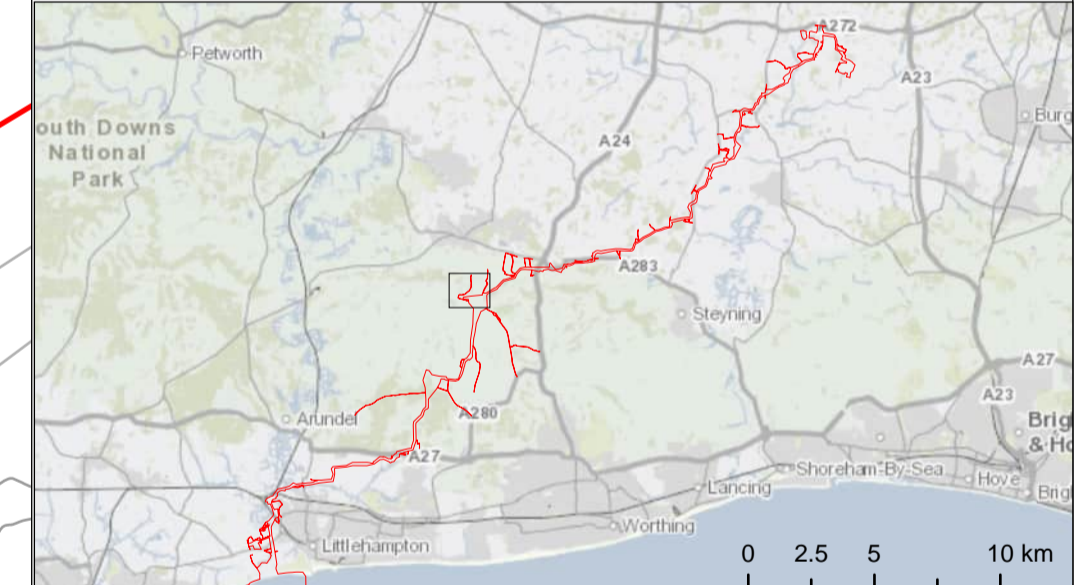 A272
Petworth
A23
Burg
outh Downs
National
Park
A24
A283
Steyning
A27
A23
Arundel
A280
Brig
& Ho
A27
Shoreham-By-Sea
Hove
Lancing
Brig
Worthing
Littlehampton
0 2.5 5 10 km